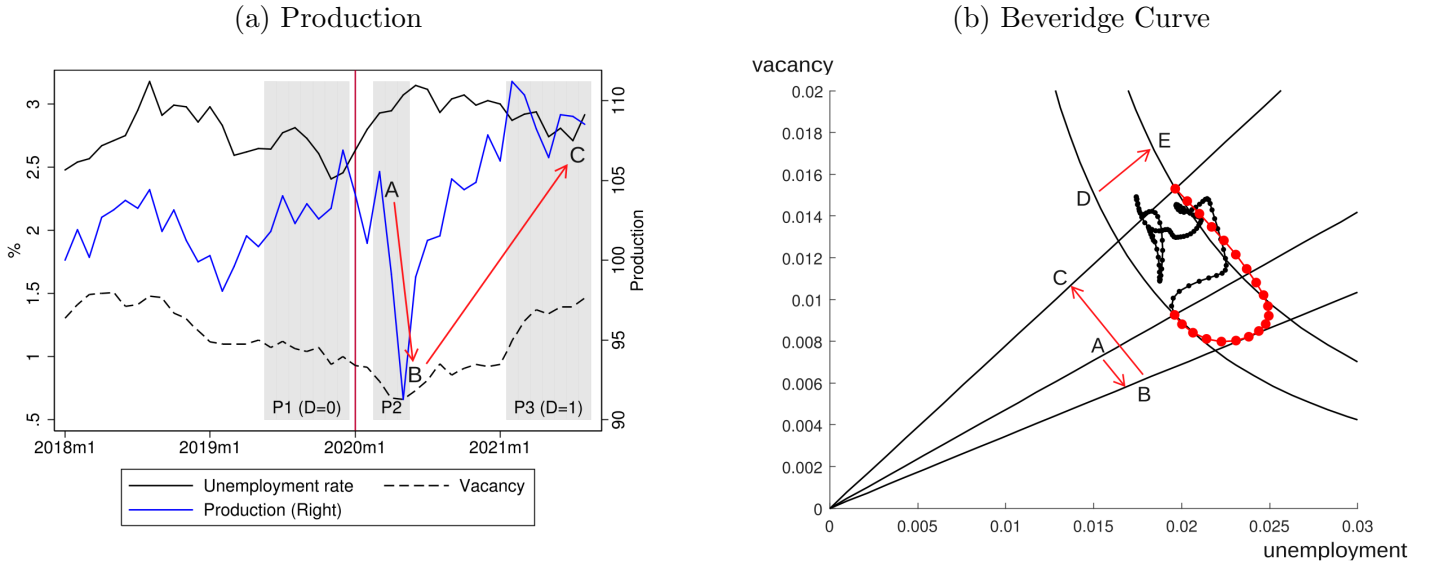 (a) Production
(b) Beveridge Curve
3
2.5
2
1.5
1
.5
%
110
105
100
95
90
Production
A
B
C
P1 (D=0)
P2
P3 (D=1)
2018m1
2019m1
2020m1
2021m1
Unemployment rate
Vacancy
Production (Right)
vacancy
0.02
0.018
0.016
0.014
0.012
0.01
0.008
0.006
0.004
0.002
0
E
D
C
A
B
0
0.005
0.01
0.015
0.02
0.025
0.03
unemployment